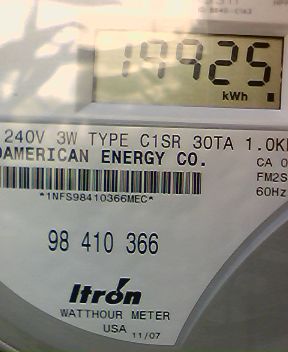 19925
kWh
240V 3W TYPE C1SR 30TA 1.0K
AMERICAN ENERGY CO.
CA 0
FM2S
60Hz
*1NFS98410366MEC*
98 410 366
Itrón
WATTHOUR METER
USA 11/07